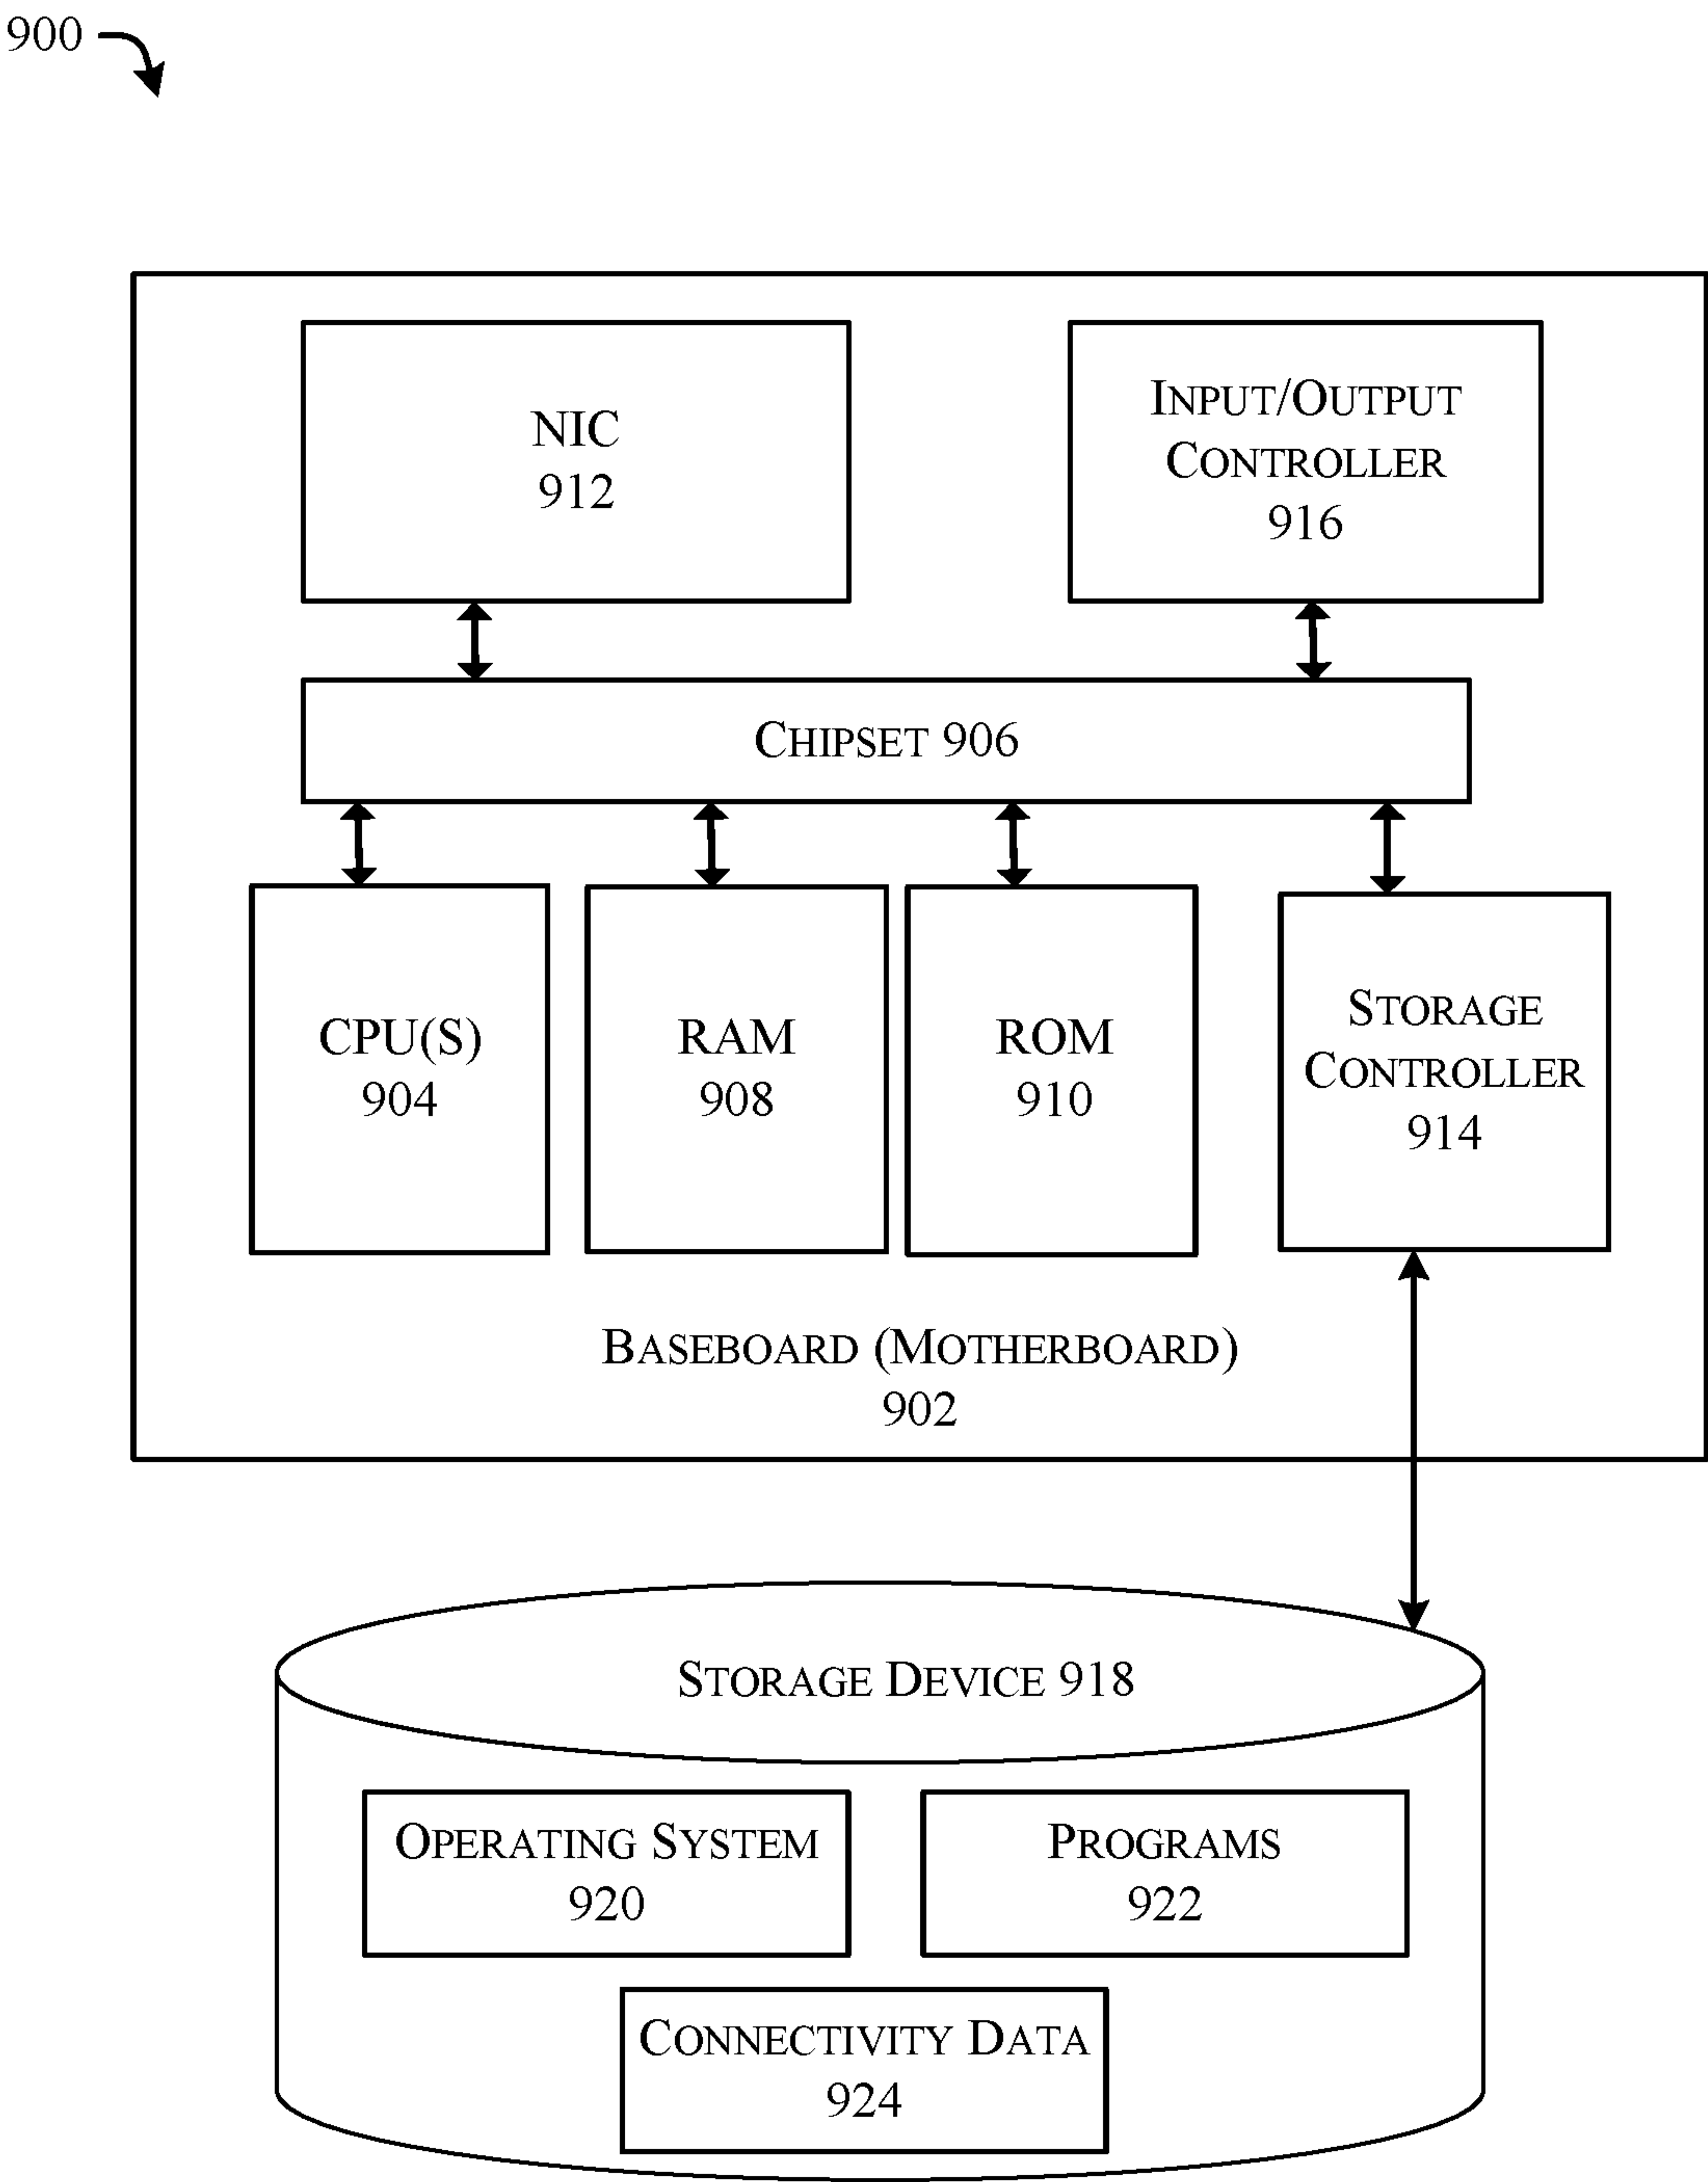 900
NIC
912
INPUT/OUTPUT
CONTROLLER
916
CHIPSET 906
CPU(S)
904
RAM
908
ROM
910
STORAGE
CONTROLLER
914
BASEBOARD (MOTHERBOARD)
902
STORAGE DEVICE 918
OPERATING SYSTEM
920
PROGRAMS
922
CONNECTIVITY DATA
924